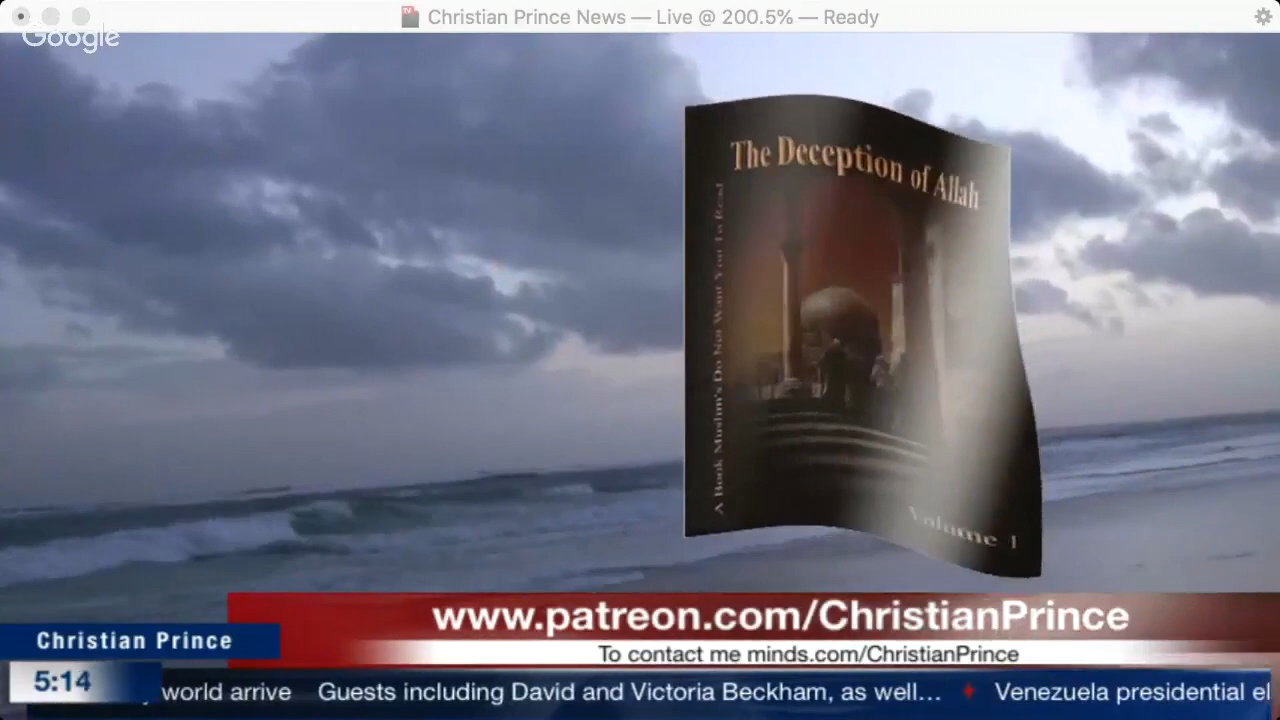 Christian Prince News — Live @ 200.5% — Ready
Google
The Deception of Allah
A Book Muslim's Do Not Want You To Read
Volume 1
www.patreon.com/ChristianPrince
To contact me minds.com/ChristianPrince
Christian Prince
5:14
world arrive Guests including David and Victoria Beckham, as well... Venezuela presidential el